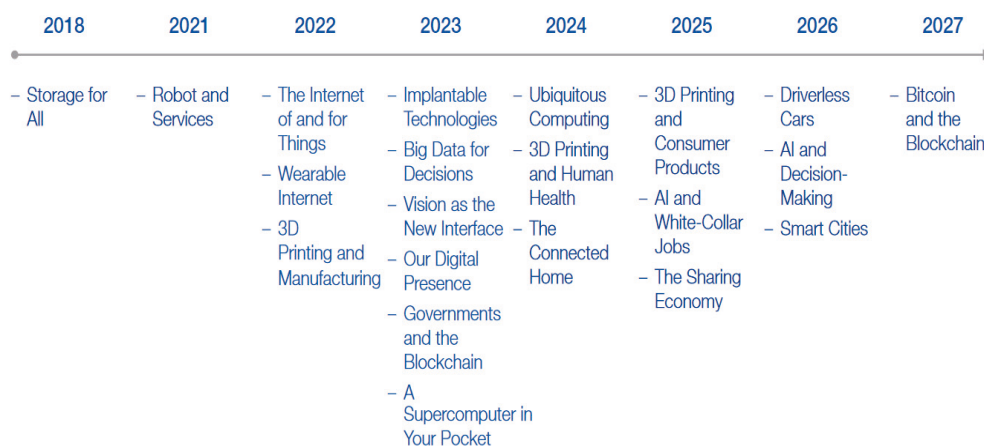 2018 2021 2022 2023 2024 2025 2026 2027
– Storage for
All
– Robot and
Services
– The Internet
of and for
Things
– Wearable
Internet
– 3D
Printing and
Manufacturing
– Implantable
Technologies
– Big Data for
Decisions
– Vision as the
New Interface
– Our Digital
Presence
– Governments
and the
Blockchain
– A
Supercomputer in
Your Pocket
– Ubiquitous
Computing
– 3D Printing
and Human
Health
– The
Connected
Home
– 3D Printing
and
Consumer
Products
– AI and
White-Collar
Jobs
– The Sharing
Economy
– Driverless
Cars
– AI and
Decision-
Making
– Smart Cities
– Bitcoin
and the
Blockchain